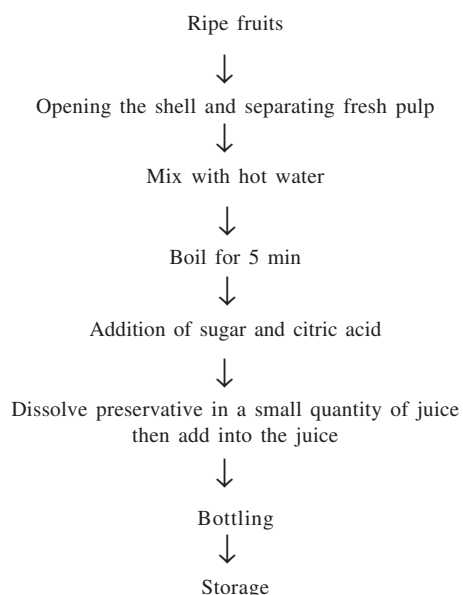 Ripe fruits
↓
Opening the shell and separating fresh pulp
↓
Mix with hot water
↓
Boil for 5 min
↓
Addition of sugar and citric acid
↓
Dissolve preservative in a small quantity of juice
then add into the juice
↓
Bottling
↓
Storage